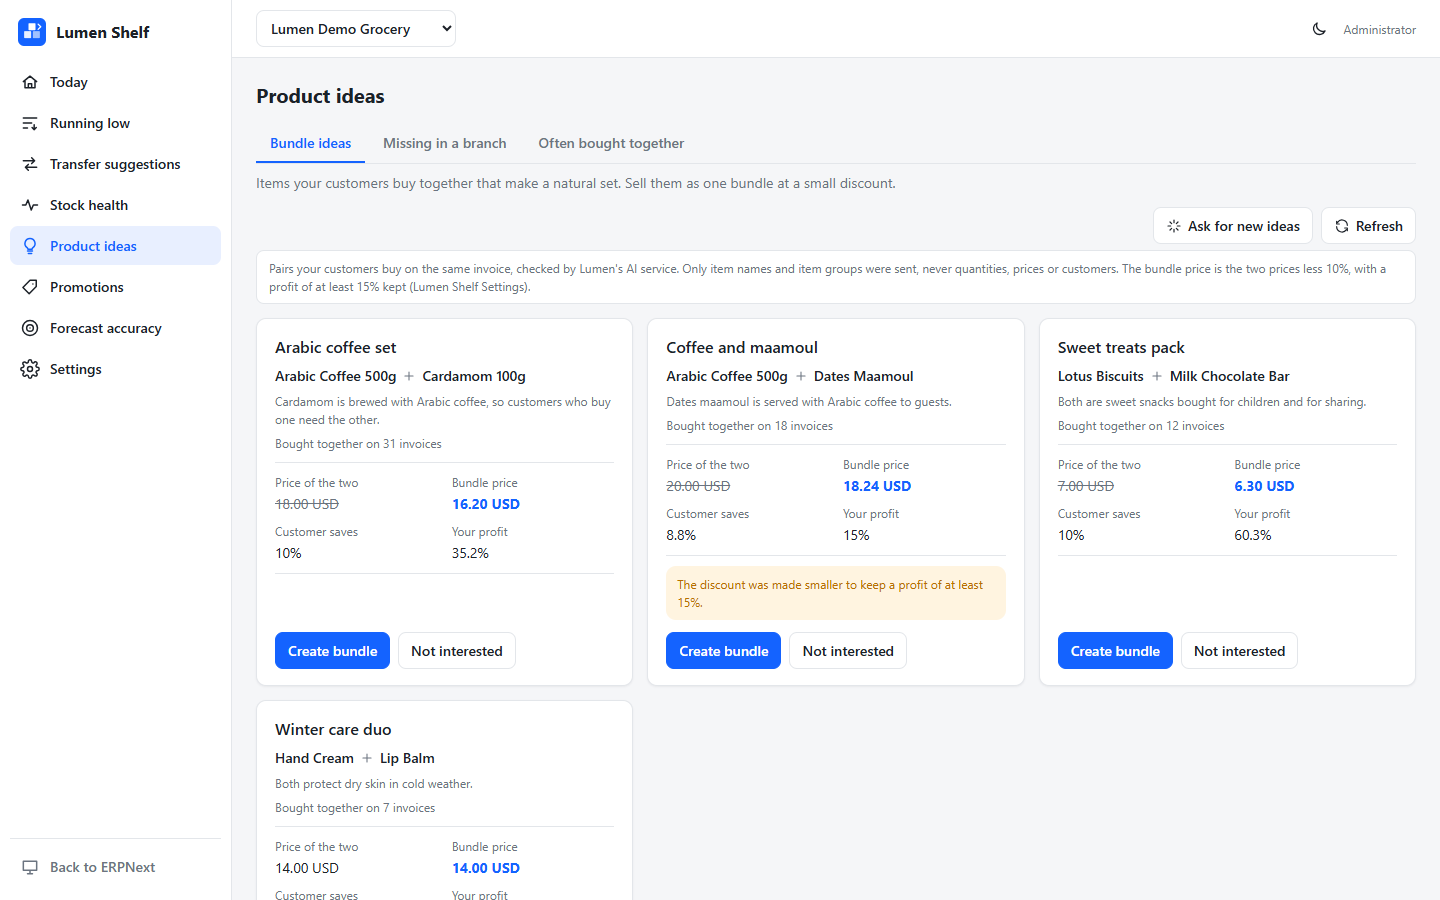 Lumen Shelf
Today
Running low
Transfer suggestions
Stock health
Product ideas
Promotions
Forecast accuracy
Settings
Back to ERPNext
Lumen Demo Grocery
Administrator
Product ideas
Bundle ideas
Missing in a branch
Often bought together
Items your customers buy together that make a natural set. Sell them as one bundle at a small discount.
Ask for new ideas
Refresh
Pairs your customers buy on the same invoice, checked by Lumen's AI service. Only item names and item groups were sent, never quantities, prices or customers. The bundle price is the two prices less 10%, with a
profit of at least 15% kept (Lumen Shelf Settings).
Arabic coffee set
Arabic Coffee 500g + Cardamom 100g
Cardamom is brewed with Arabic coffee, so customers who buy
one need the other.
Bought together on 31 invoices
Price of the two
Bundle price
18.00 USD
16.20 USD
Customer saves
Your profit
10%
35.2%
Create bundle
Not interested
Coffee and maamoul
Arabic Coffee 500g + Dates Maamoul
Dates maamoul is served with Arabic coffee to guests.
Bought together on 18 invoices
Price of the two
Bundle price
20.00 USD
18.24 USD
Customer saves
Your profit
8.8%
15%
The discount was made smaller to keep a profit of at least
15%.
Create bundle
Not interested
Sweet treats pack
Lotus Biscuits + Milk Chocolate Bar
Both are sweet snacks bought for children and for sharing.
Bought together on 12 invoices
Price of the two
Bundle price
7.00 USD
6.30 USD
Customer saves
Your profit
10%
60.3%
Create bundle
Not interested
Winter care duo
Hand Cream + Lip Balm
Both protect dry skin in cold weather.
Bought together on 7 invoices
Price of the two
Bundle price
14.00 USD
14.00 USD
Customer saves
Your profit